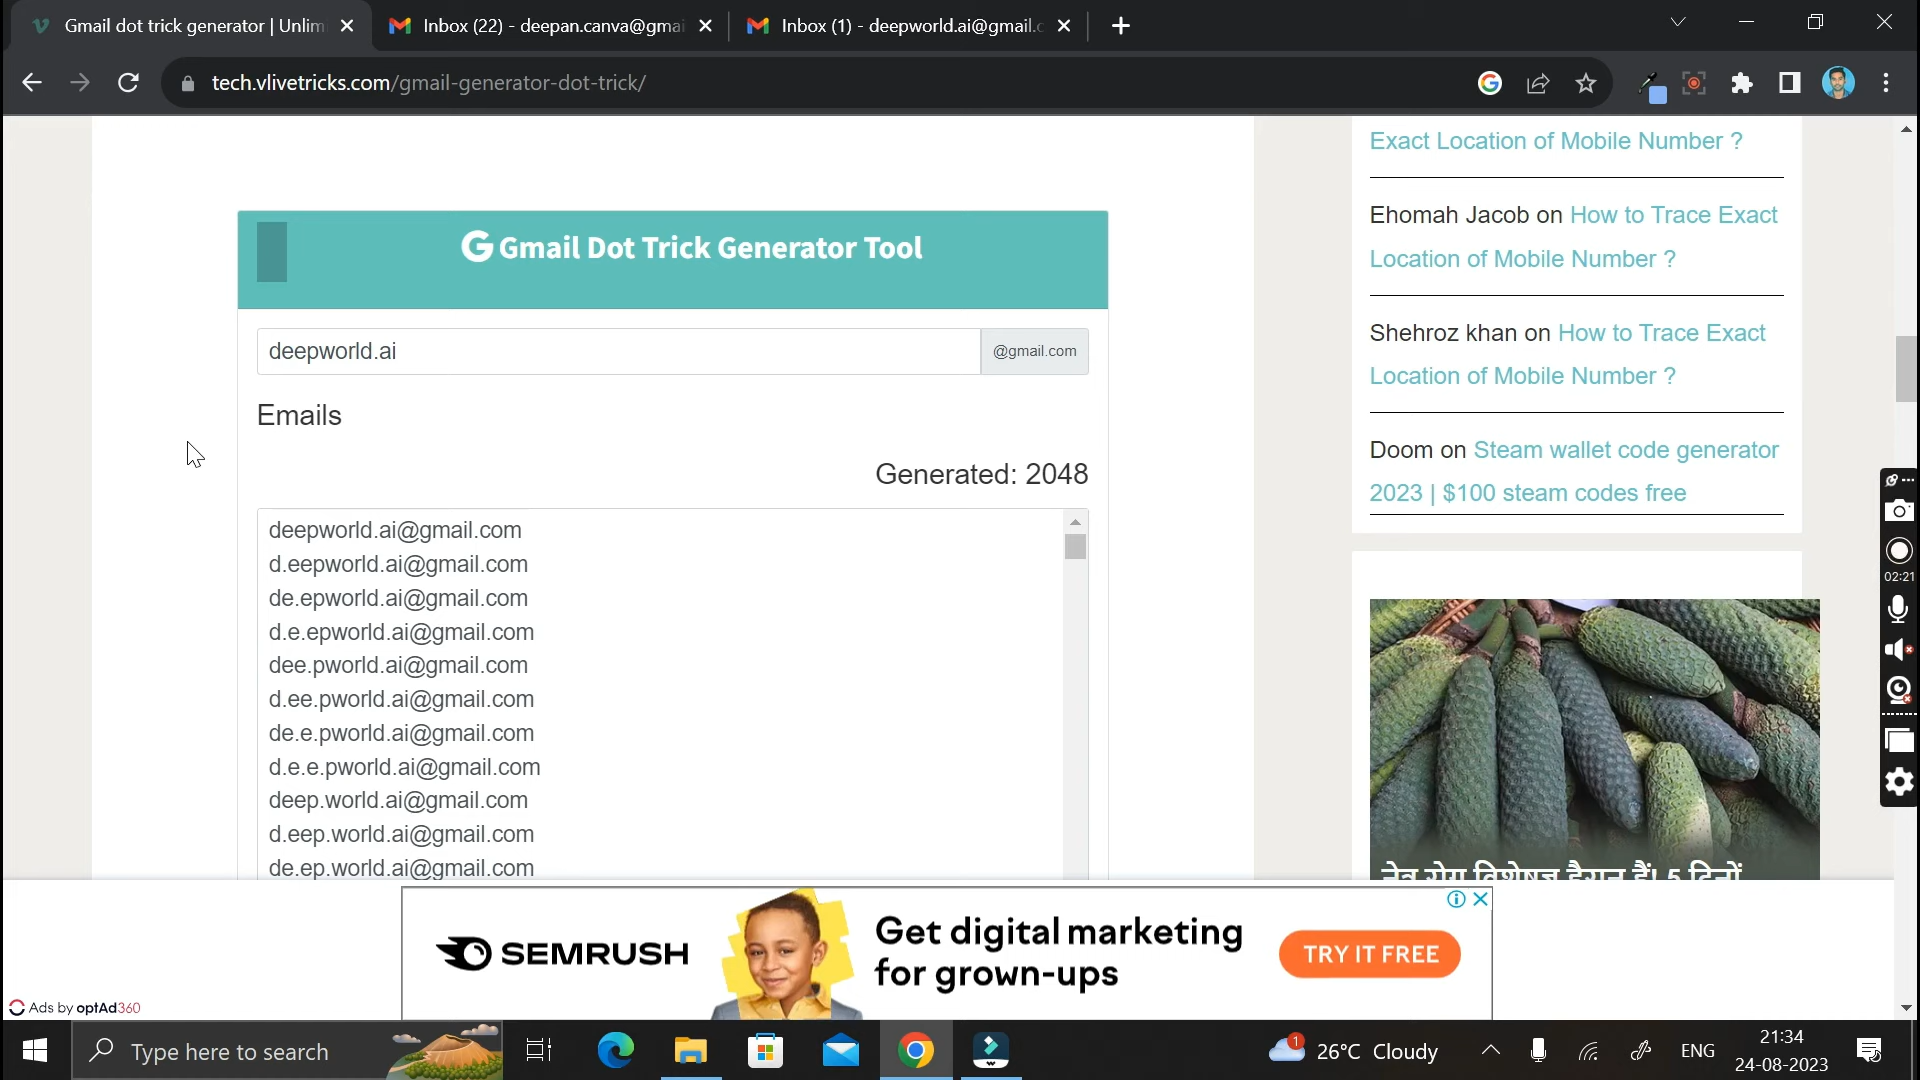 Gmail dot trick generator | Unlim
Inbox (22) - deepan.canva@gmai
Inbox (1) - deepworld.ai@gmail.c
tech.vlivetricks.com/gmail-generator-dot-trick/
Exact Location of Mobile Number ?
Ehomah Jacob on How to Trace Exact
Location of Mobile Number ?
Shehroz khan on How to Trace Exact
Location of Mobile Number ?
Doom on Steam wallet code generator
2023 | $100 steam codes free
Gmail Dot Trick Generator Tool
deepworld.ai
@gmail.com
Emails
Generated: 2048
deepworld.ai@gmail.com
d.eepworld.ai@gmail.com
de.epworld.ai@gmail.com
d.e.epworld.ai@gmail.com
dee.pworld.ai@gmail.com
d.ee.pworld.ai@gmail.com
de.e.pworld.ai@gmail.com
d.e.e.pworld.ai@gmail.com
deep.world.ai@gmail.com
d.eep.world.ai@gmail.com
de.ep.world.ai@gmail.com
02:21
SEMRUSH
Get digital marketing
for grown-ups
TRY IT FREE
Ads by optAd360
Type here to search
1
26°C Cloudy
ENG
21:34
24-08-2023